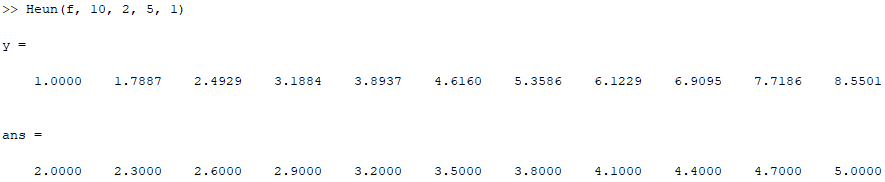 >> Heun(f, 10, 2, 5, 1)
y =
1.0000 1.7887 2.4929 3.1884 3.8937 4.6160 5.3586 6.1229 6.9095 7.7186 8.5501
ans =
2.0000 2.3000 2.6000 2.9000 3.2000 3.5000 3.8000 4.1000 4.4000 4.7000 5.0000